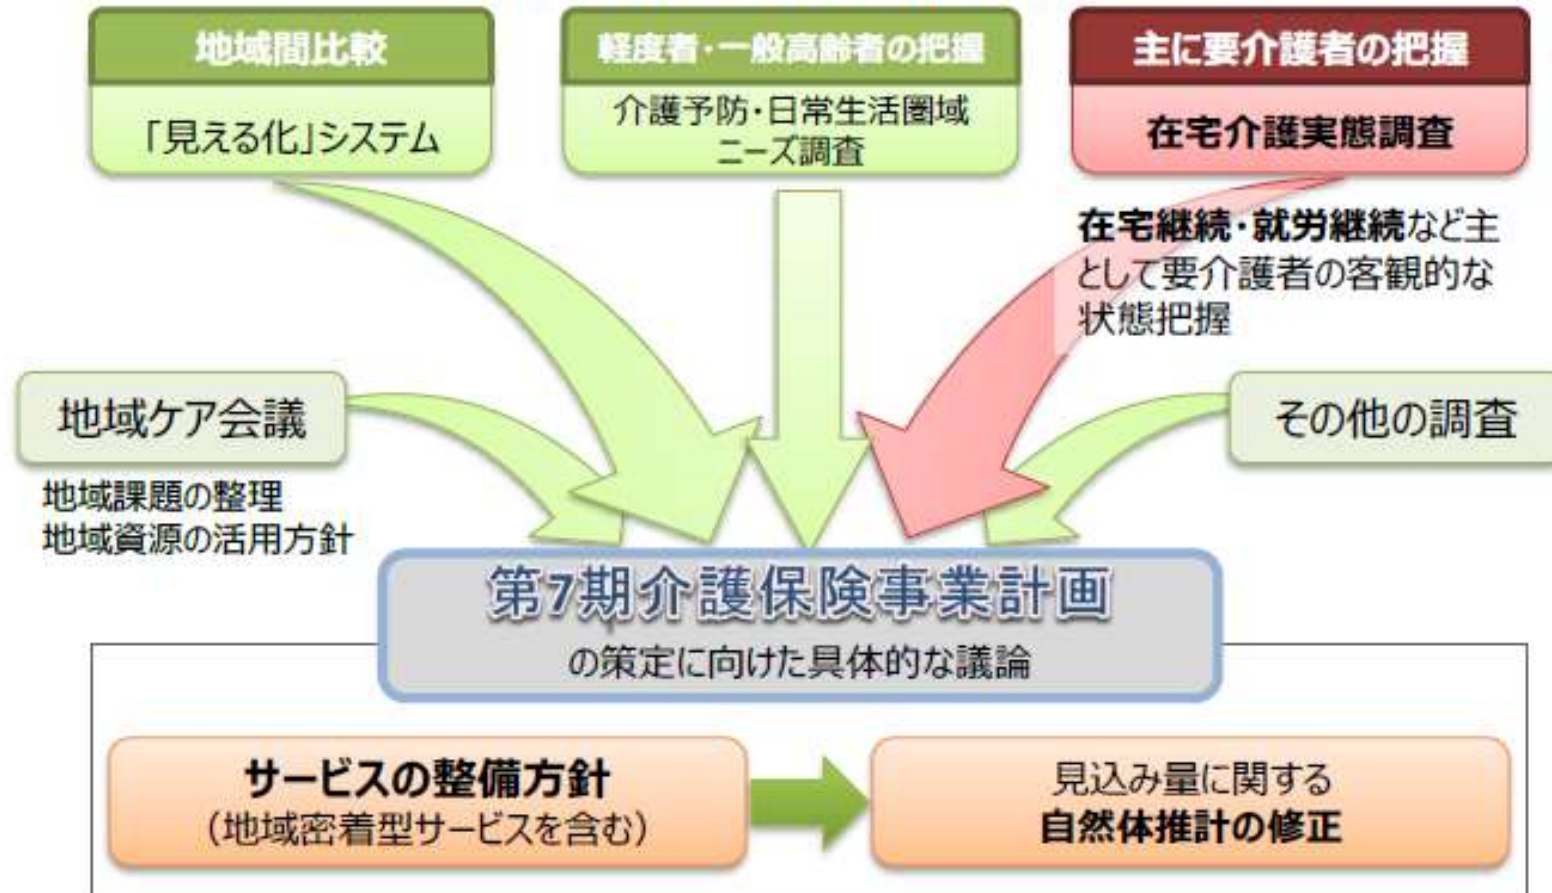 地域間比較
「見える化」システム
軽度者・一般高齢者の把握
介護予防・日常生活圏域
ニーズ調査
主に要介護者の把握
在宅介護実態調査
在宅継続・就労継続など主
として要介護者の客観的な
状態把握
地域ケア会議
地域課題の整理
地域資源の活用方針
その他の調査
第7期介護保険事業計画
の策定に向けた具体的な議論
サービスの整備方針
（地域密着型サービスを含む）
見込み量に関する
自然体推計の修正